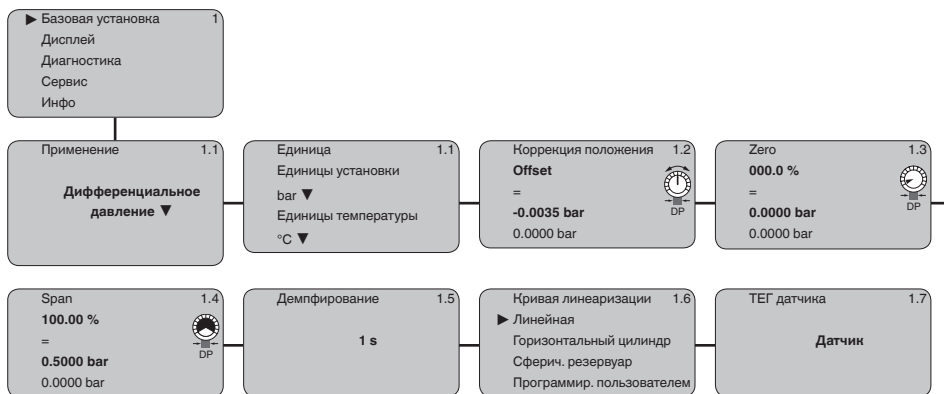 ▶ Базовая установка 1
Дисплей
Диагностика
Сервис
Инфо
Применение 1.1
Дифференциальное
давление ▼
Единица 1.1
Единицы установки
bar ▼
Единицы температуры
°C ▼
Коррекция положения 1.2
Offset
=
-0.0035 bar
0.0000 bar
DP
Zero 1.3
000.0 %
=
0.0000 bar
0.0000 bar
DP
Span 1.4
100.00 %
=
0.5000 bar
0.0000 bar
DP
Демпфирование 1.5
1 s
Кривая линеаризации 1.6
▶ Линейная
Горизонтальный цилиндр
Сферич. резервуар
Программир. пользователем
ТЕГ датчика 1.7
Датчик